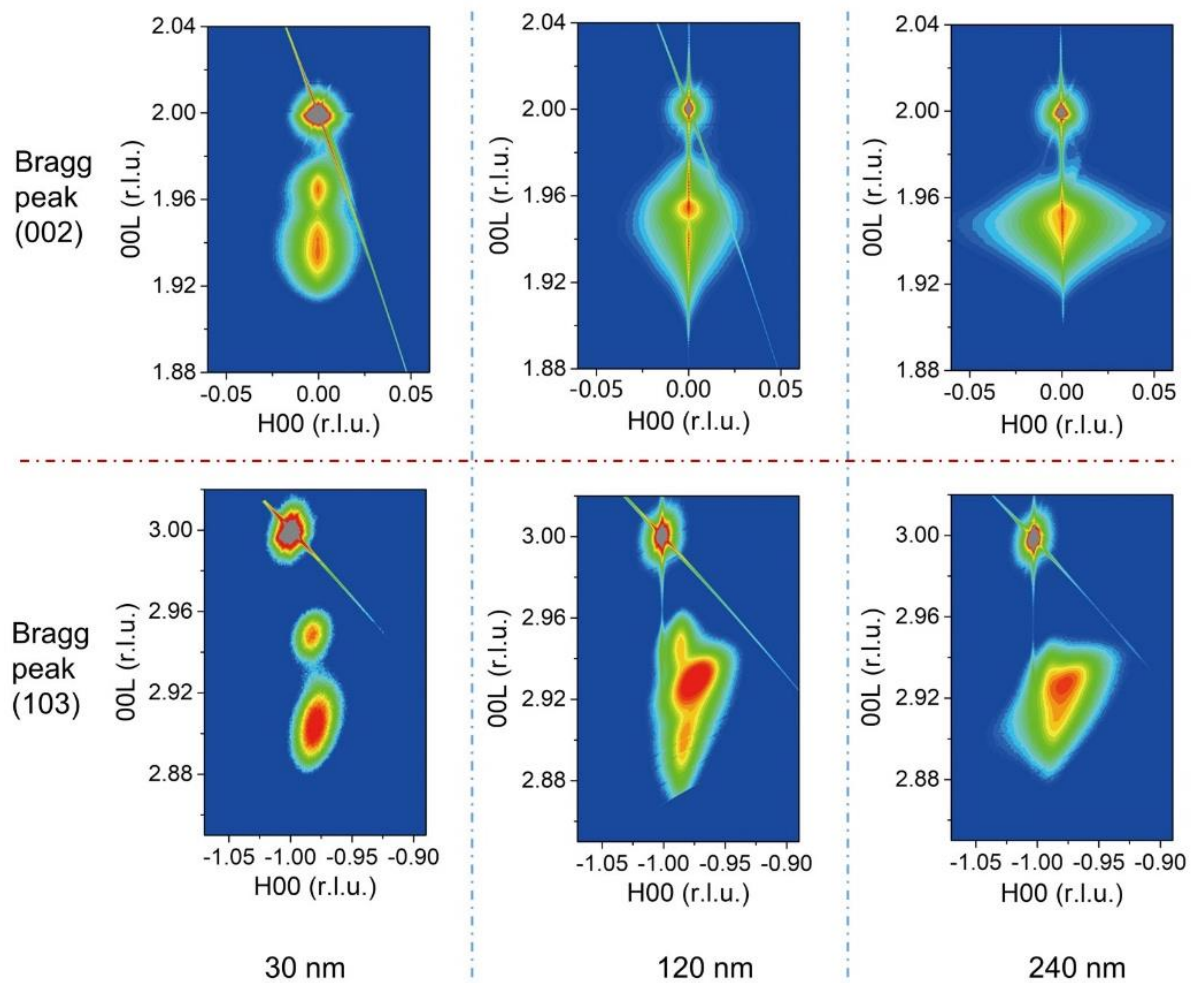 2.04
2.00
1.96
1.92
1.88
-0.05
0.00
0.05
00L (r.l.u.)
H00 (r.l.u.)
2.04
2.00
1.96
1.92
1.88
-0.05
0.00
0.05
00L (r.l.u.)
H00 (r.l.u.)
2.04
2.00
1.96
1.92
1.88
-0.05
0.00
0.05
00L (r.l.u.)
H00 (r.l.u.)
Bragg
peak
(002)
3.00
2.96
2.92
2.88
-1.05
-1.00
-0.95
-0.90
00L (r.l.u.)
H00 (r.l.u.)
3.00
2.96
2.92
2.88
-1.05
-1.00
-0.95
-0.90
00L (r.l.u.)
H00 (r.l.u.)
3.00
2.96
2.92
2.88
-1.05
-1.00
-0.95
-0.90
00L (r.l.u.)
H00 (r.l.u.)
Bragg
peak
(103)
30 nm
120 nm
240 nm